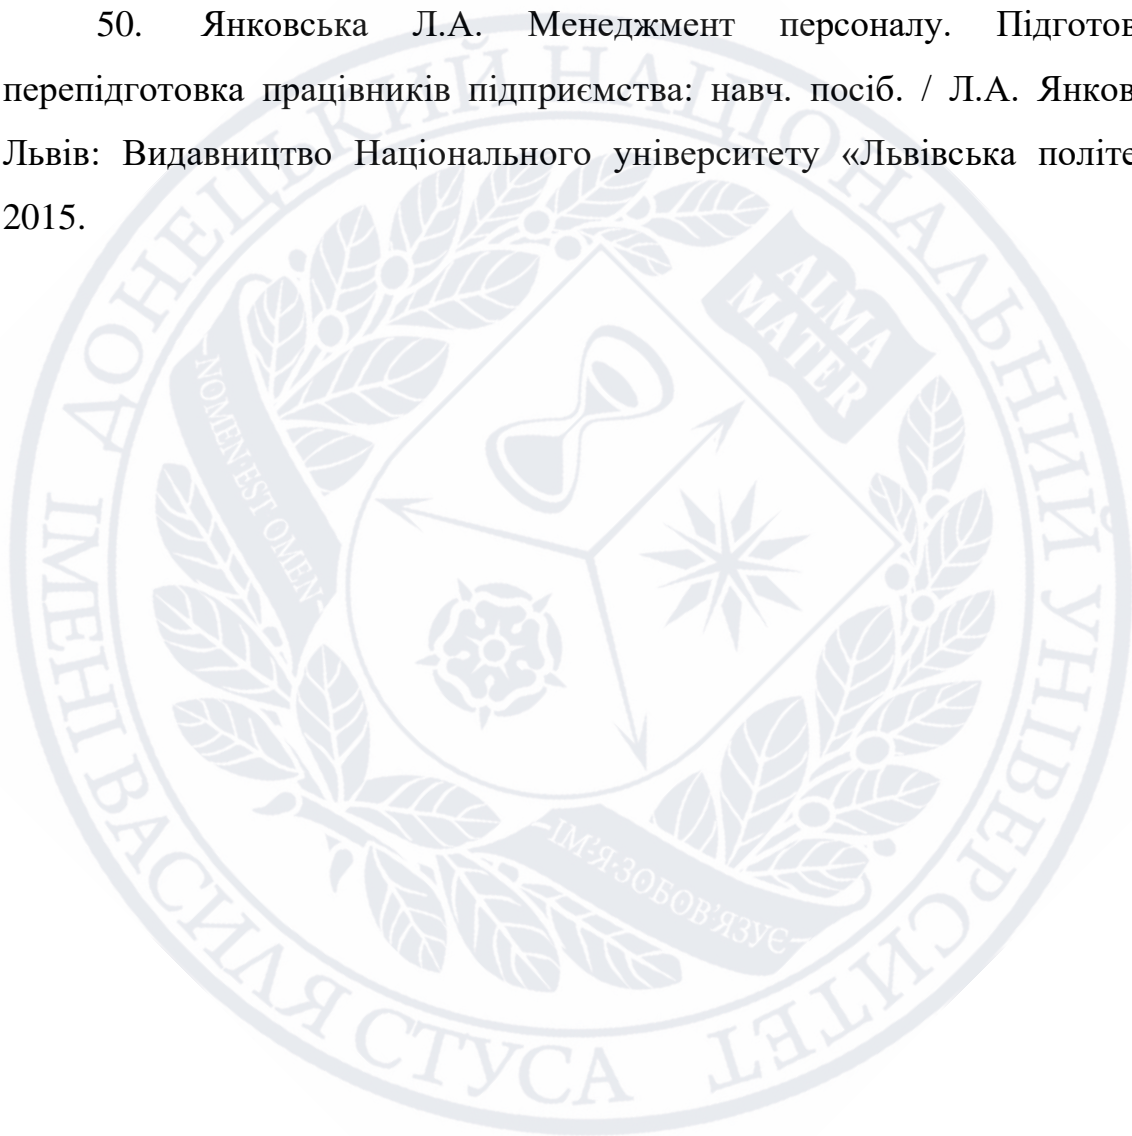 50. Янковська Л.А. Менеджмент персоналу. Підготов
перепідготовка працівників підприємства: навч. посіб. / Л.А. Янков
Львів: Видавництво Національного університету «Львівська політе
2015.
ДОНЕЦЬКИЙ НАЦІОНАЛЬНИЙ УНІВЕРСИТЕТ
ІМЕНІ ВАСИЛЯ СТУСА
ALMA
MATER
NOMEN·EST OMEN
ІМ'Я·ЗОБОВ'ЯЗУЄ